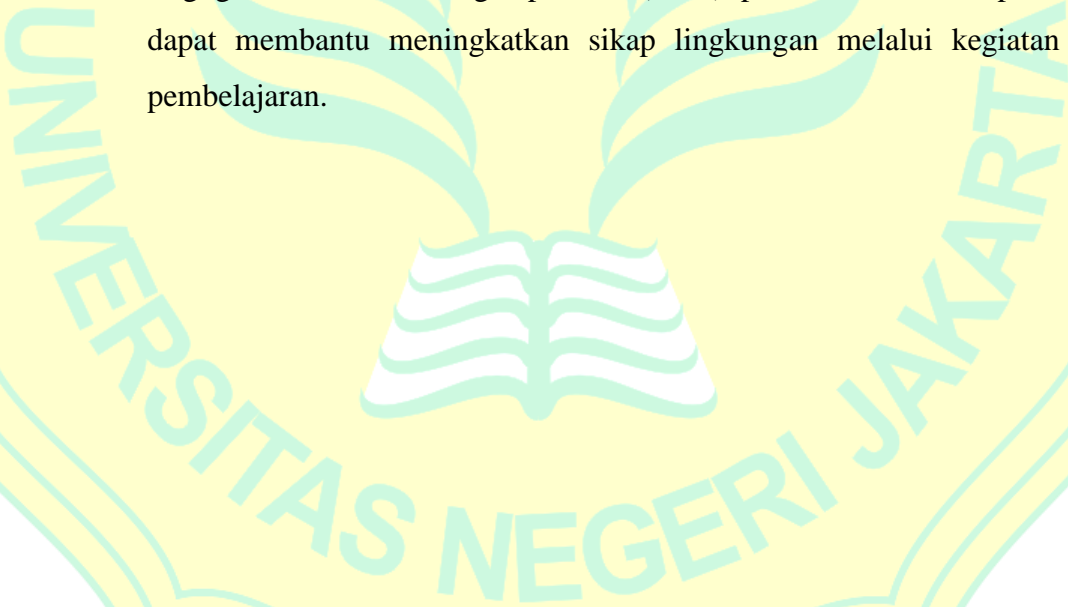 dapat membantu meningkatkan sikap lingkungan melalui kegiatan
pembelajaran.
UNIVERSITAS NEGERI JAKARTA